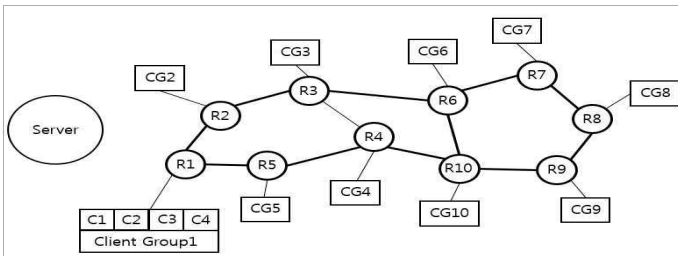 CG7
CG3
CG6
CG2
R7
R3
R6
CG8
R2
R8
Server
R4
R1
R5
R10
R9
CG4
CG5
CG10
CG9
C1 C2 C3 C4
Client Group1